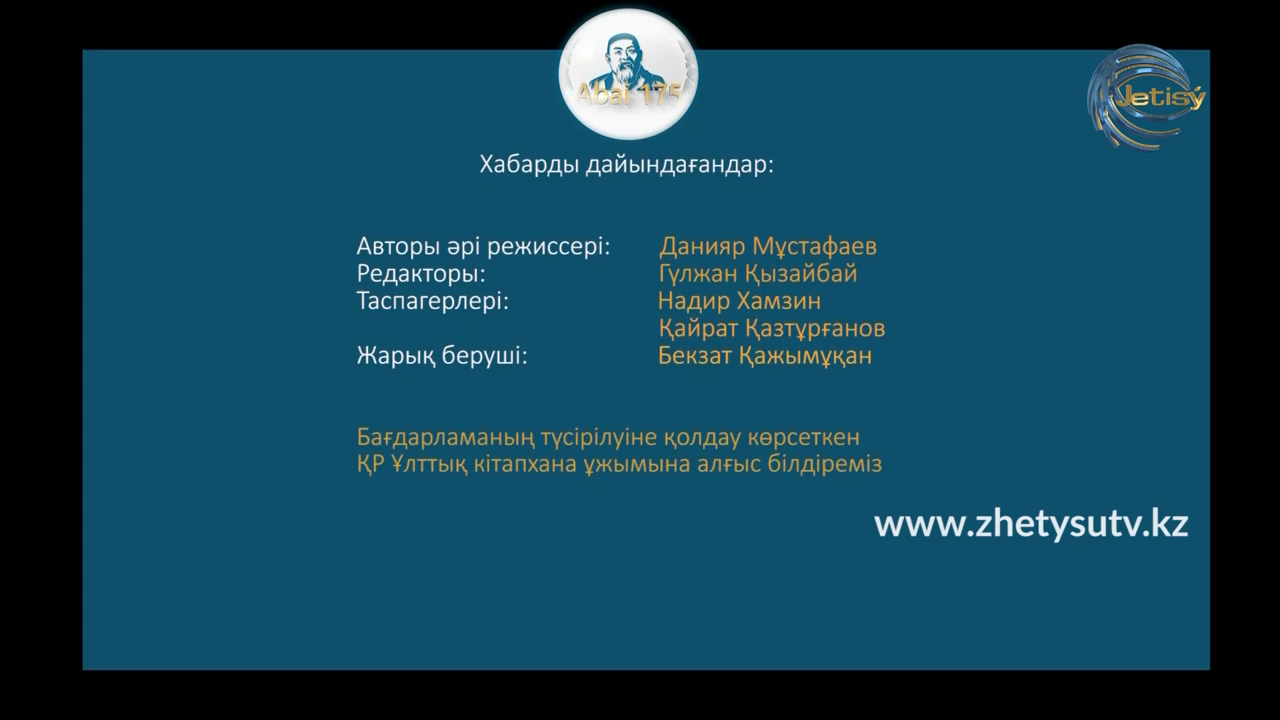 Abai 175
Jetisý
Хабарды дайындағандар:
Авторы әрі режиссері: Данияр Мұстафаев
Редакторы: Гүлжан Қызайбай
Таспагерлері: Надир Хамзин
Қайрат Қазтұрғанов
Жарық беруші: Бекзат Қажымұқан
Бағдарламаның түсірілуіне қолдау көрсеткен
ҚР Ұлттық кітапхана ұжымына алғыс білдіреміз
www.zhetysutv.kz